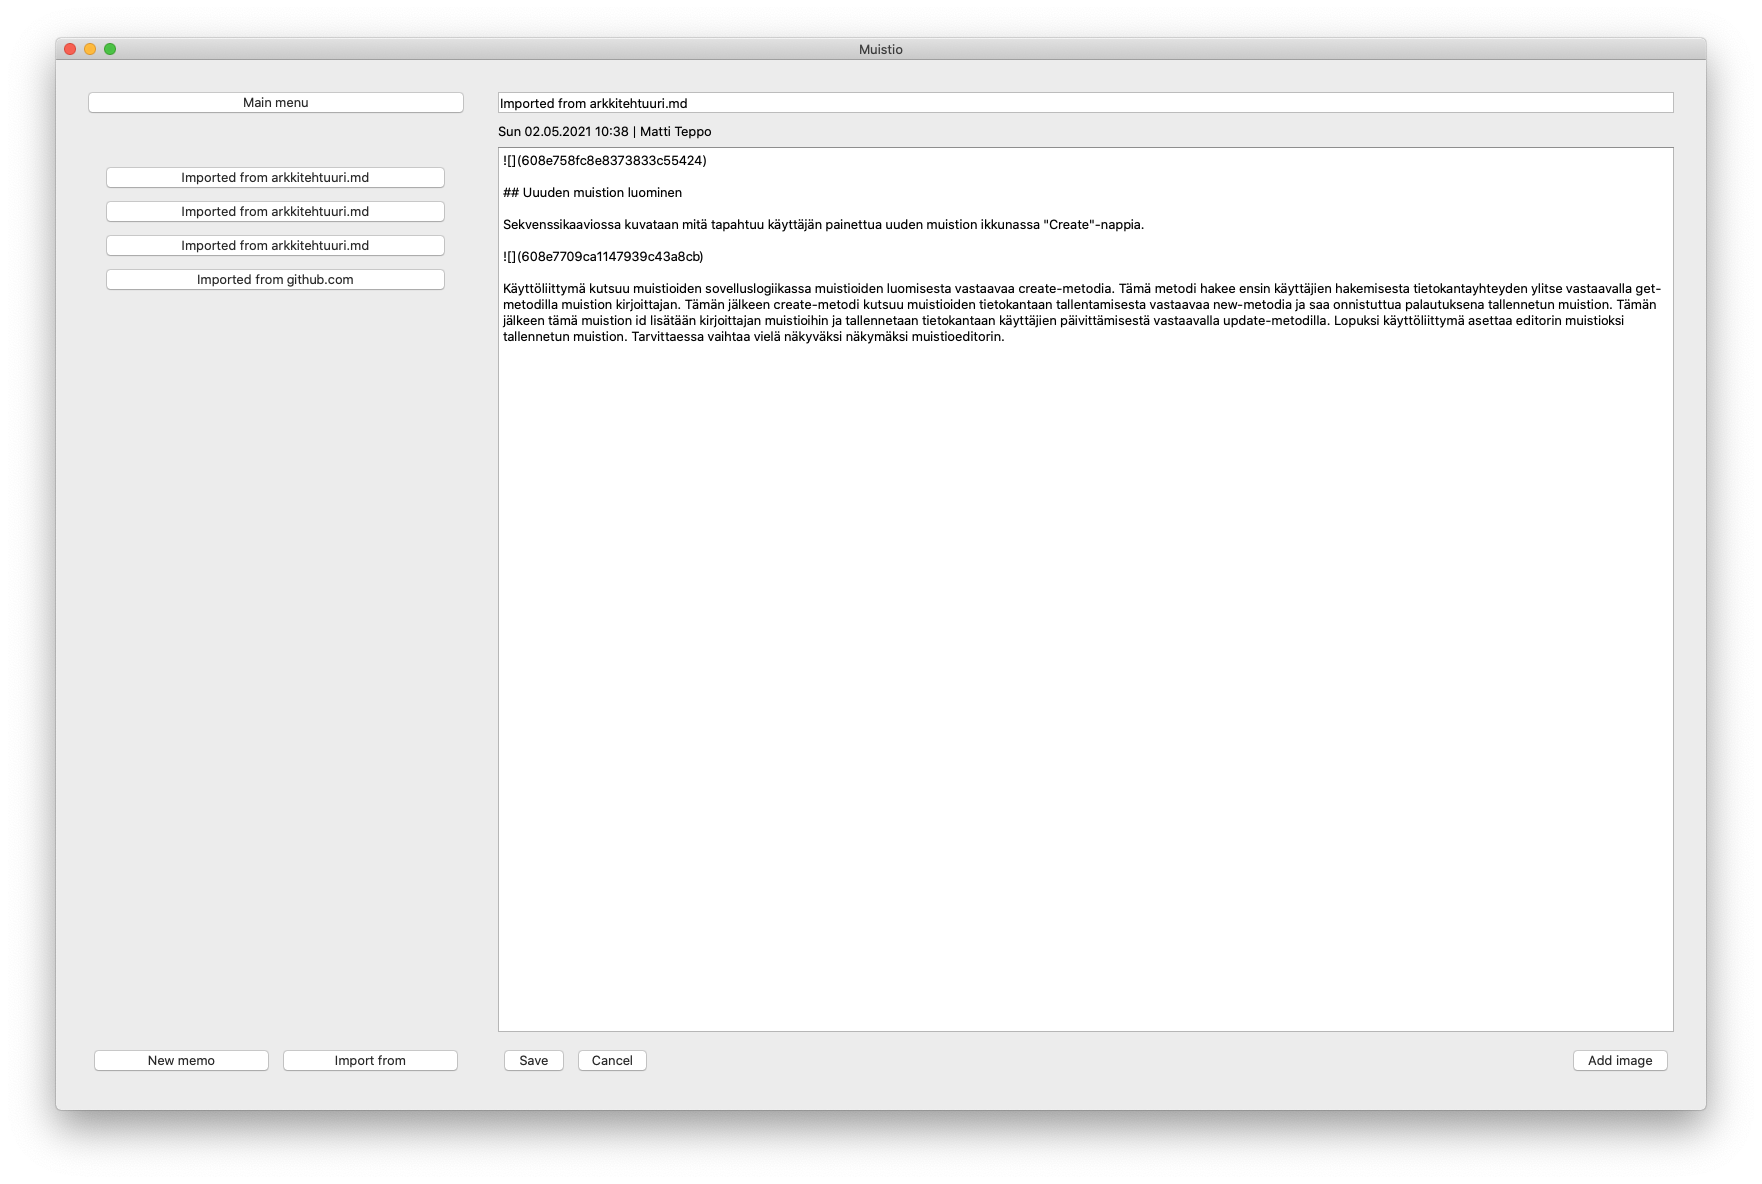 Muistio
Main menu
Imported from arkkitehtuuri.md
Imported from arkkitehtuuri.md
Imported from arkkitehtuuri.md
Imported from github.com
New memo
Import from
Imported from arkkitehtuuri.md
Sun 02.05.2021 10:38 | Matti Teppo
![](608e758fc8e8373833c55424)
## Uuuden muistion luominen
Sekvenssikaaviossa kuvataan mitä tapahtuu käyttäjän painettua uuden muistion ikkunassa "Create"-nappia.
![](608e7709ca1147939c43a8cb)
Käyttöliittymä kutsuu muistioiden sovelluslogiikassa muistioiden luomisesta vastaavaa create-metodia. Tämä metodi hakee ensin käyttäjien hakemisesta tietokantayhteyden ylitse vastaavalla get-
metodilla muistion kirjoittajan. Tämän jälkeen create-metodi kutsuu muistioiden tietokantaan tallentamisesta vastaavaa new-metodia ja saa onnistuttua palautuksena tallennetun muistion. Tämän
jälkeen tämä muistion id lisätään kirjoittajan muistioihin ja tallennetaan tietokantaan käyttäjien päivittämisestä vastaavalla update-metodilla. Lopuksi käyttöliittymä asettaa editorin muistioksi
tallennetun muistion. Tarvittaessa vaihtaa vielä näkyväksi näkymäksi muistioeditorin.
Save
Cancel
Add image